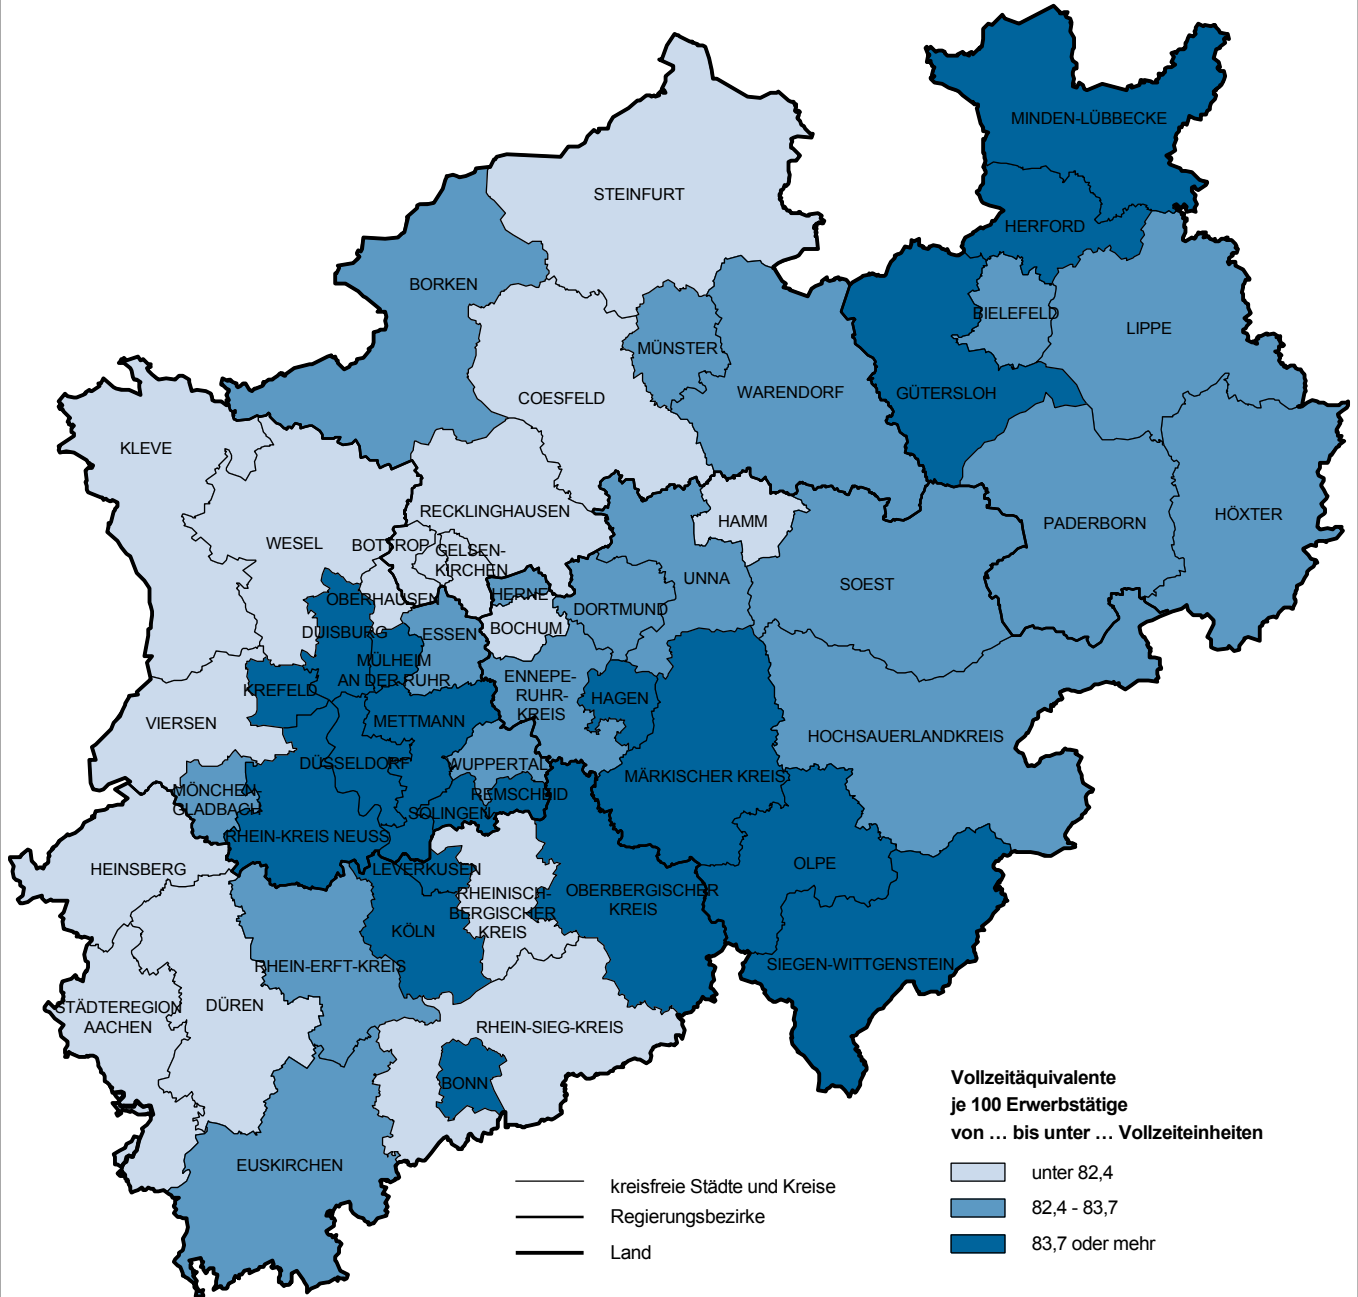 MINDEN-LÜBBECKE
STEINFURT
HERFORD
BORKEN
BIELEFELD
LIPPE
MÜNSTER
WARENDORF
GÜTERSLOH
COESFELD
KLEVE
RECKLINGHAUSEN
HAMM
PADERBORN
HÖXTER
WESEL
BOTTROP
GELSEN-
KIRCHEN
UNNA
SOEST
OBERHAUSEN
HERNE
DORTMUND
DUISBURG
ESSEN
BOCHUM
MÜLHEIM
AN DER RUHR
KREFELD
ENNEPE-
RUHR-
KREIS
HAGEN
VIERSEN
METTMANN
HOCHSAUERLANDKREIS
DÜSSELDORF
WUPPERTAL
MÄRKISCHER KREIS
MÖNCHEN-
GLADBACH
REMSCHEID
SOLINGEN
RHEIN-KREIS NEUSS
HEINSBERG
LEVERKUSEN
OLPE
RHEINISCH-
BERGISCHER
KREIS
OBERBERGISCHER
KREIS
KÖLN
RHEIN-ERFT-KREIS
SIEGEN-WITTGENSTEIN
STÄDTEREGION
AACHEN
DÜREN
RHEIN-SIEG-KREIS
BONN
EUSKIRCHEN
kreisfreie Städte und Kreise
Regierungsbezirke
Land
Vollzeitäquivalente
je 100 Erwerbstätige
von … bis unter … Vollzeiteinheiten
unter 82,4
82,4 - 83,7
83,7 oder mehr